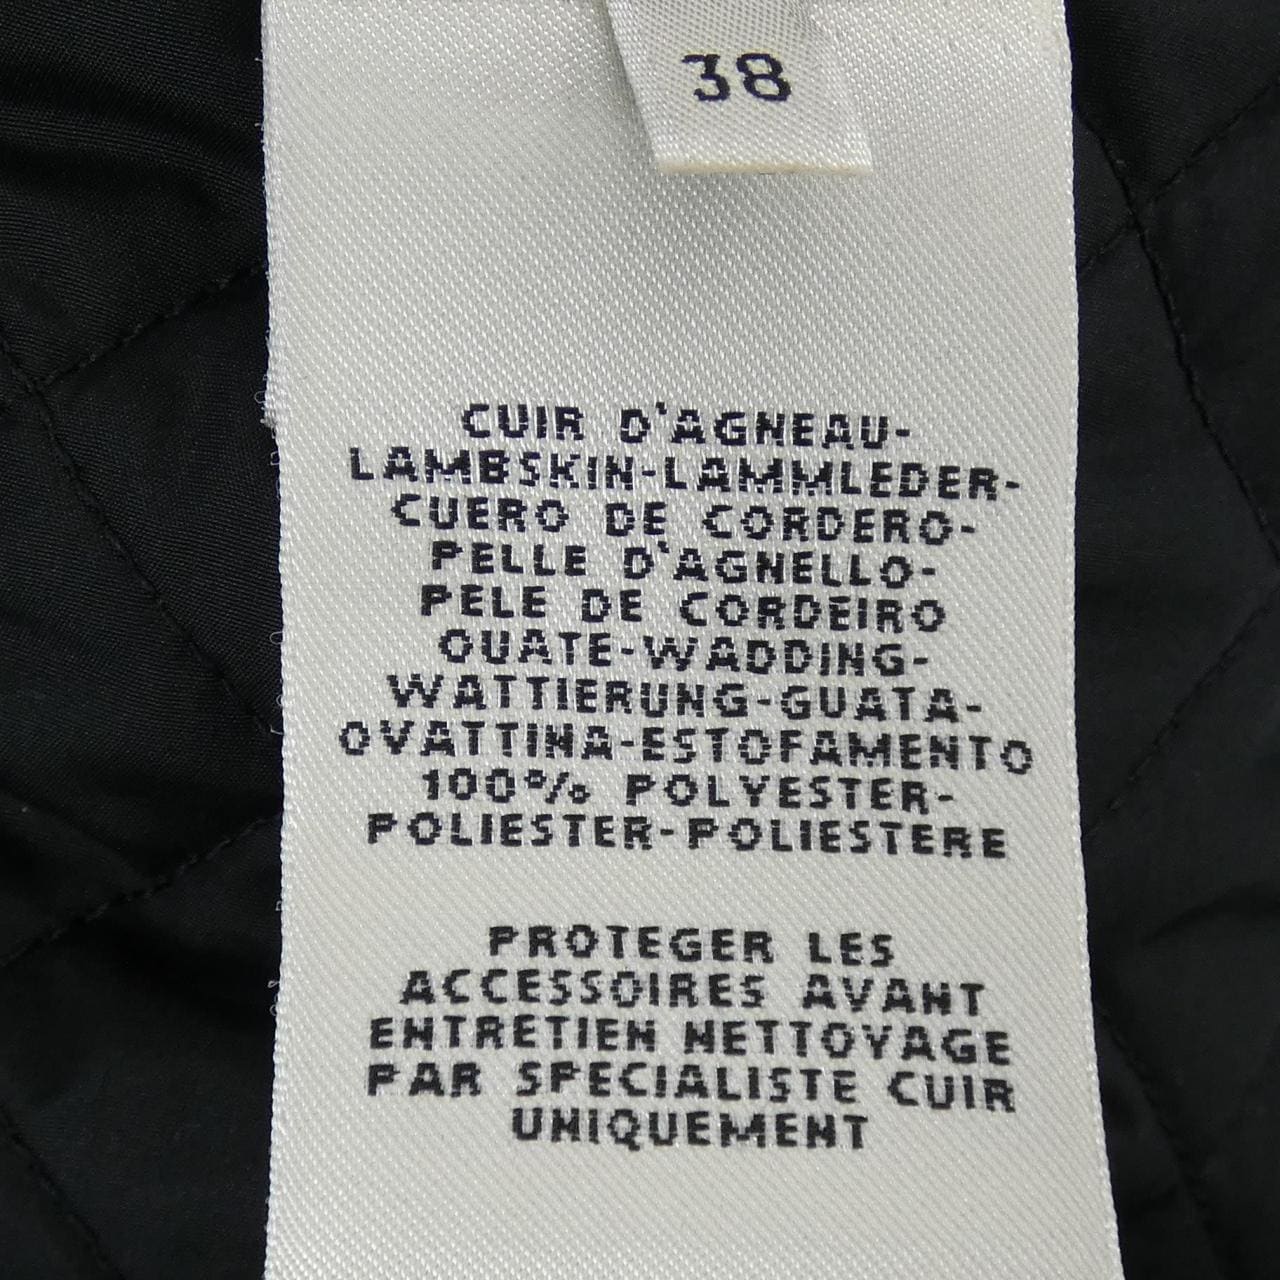 38
CUIR D'AGNEAU-
LAMBSKIN-LAMMLEDER-
CUERO DE CORDERO-
PELLE D'AGNELLO-
PELE DE CORDEIRO
OUATE-WADDING-
WATTIERUNG-GUATA-
OVATTINA-ESTOFAMENTO
100% POLYESTER-
POLIESTER-POLIESTERE
PROTEGER LES
ACCESSOIRES AVANT
ENTRETIEN NETTOYAGE
PAR SPECIALISTE CUIR
UNIQUEMENT